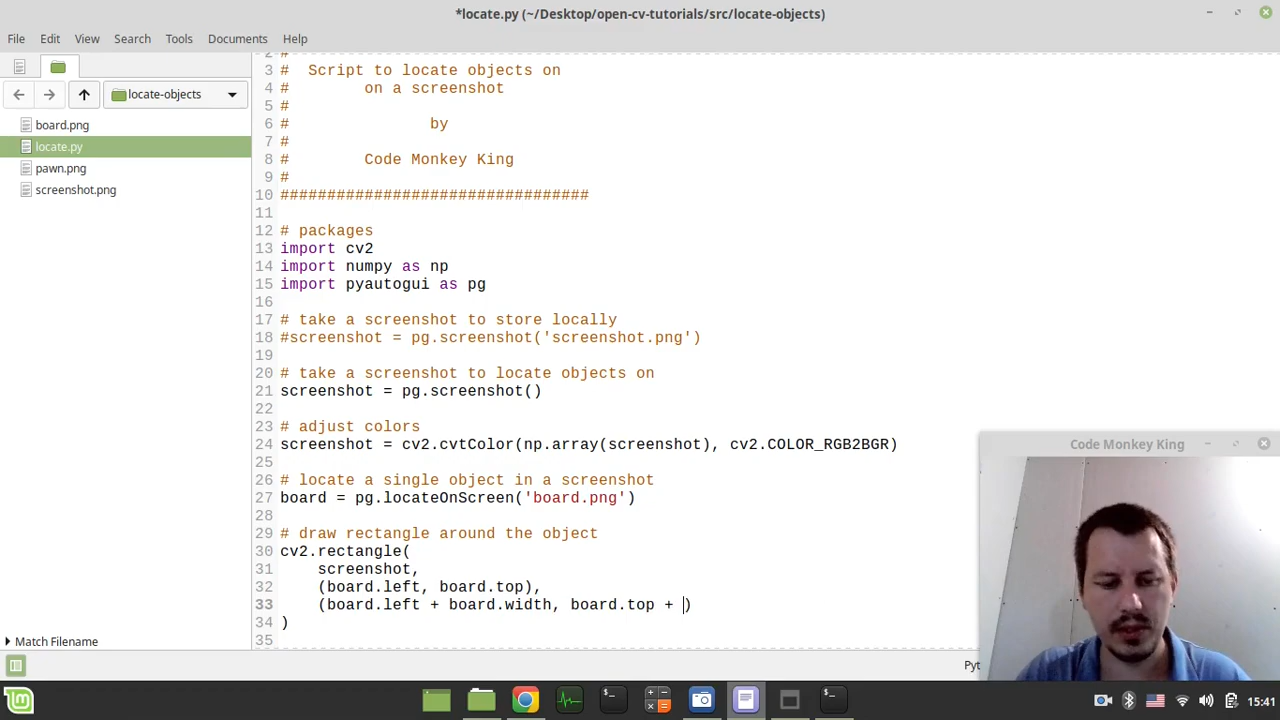 *locate.py (~/Desktop/open-cv-tutorials/src/locate-objects)
File Edit View Search Tools Documents Help
locate-objects
board.png
locate.py
pawn.png
screenshot.png
Match Filename
2 #
3 #  Script to locate objects on
4 #        on a screenshot
5 #
6 #               by
7 #
8 #        Code Monkey King
9 #
10 #################################
11
12 # packages
13 import cv2
14 import numpy as np
15 import pyautogui as pg
16
17 # take a screenshot to store locally
18 #screenshot = pg.screenshot('screenshot.png')
19
20 # take a screenshot to locate objects on
21 screenshot = pg.screenshot()
22
23 # adjust colors
24 screenshot = cv2.cvtColor(np.array(screenshot), cv2.COLOR_RGB2BGR)
25
26 # locate a single object in a screenshot
27 board = pg.locateOnScreen('board.png')
28
29 # draw rectangle around the object
30 cv2.rectangle(
31     screenshot,
32     (board.left, board.top),
33     (board.left + board.width, board.top + )
34 )
35
Code Monkey King
Pyt
15:41